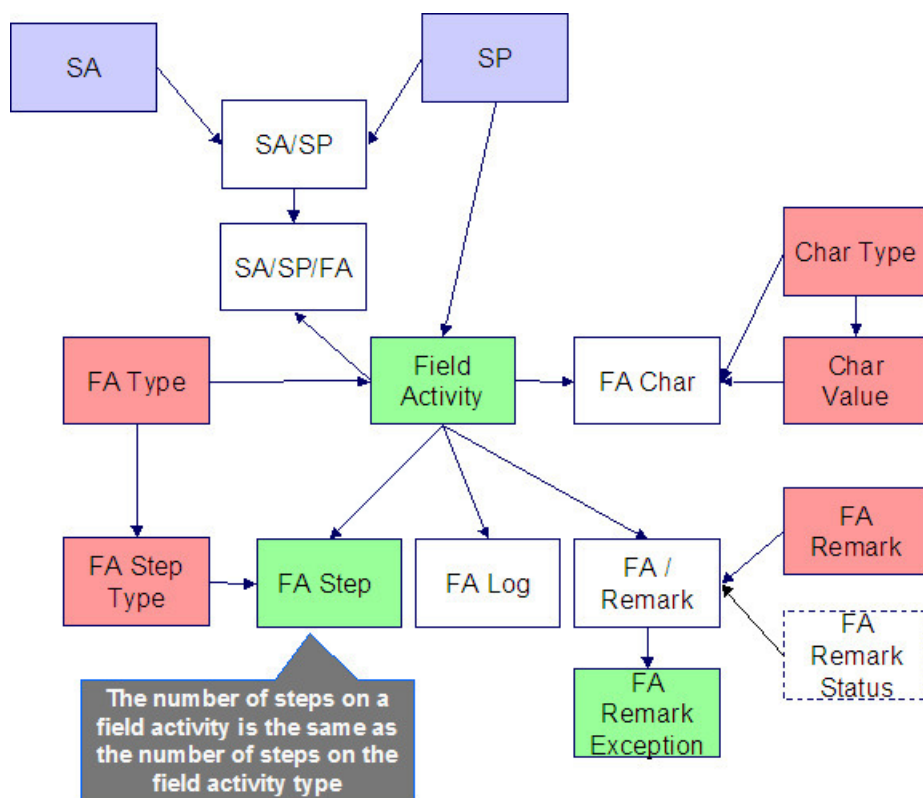 SA
SP
SA/SP
SA/SP/FA
Char Type
FA Type
Field
Activity
FA Char
Char
Value
FA Step
Type
FA Step
FA Log
FA /
Remark
FA
Remark
FA
Remark
Status
FA
Remark
Exception
The number of steps on a
field activity is the same as
the number of steps on the
field activity type